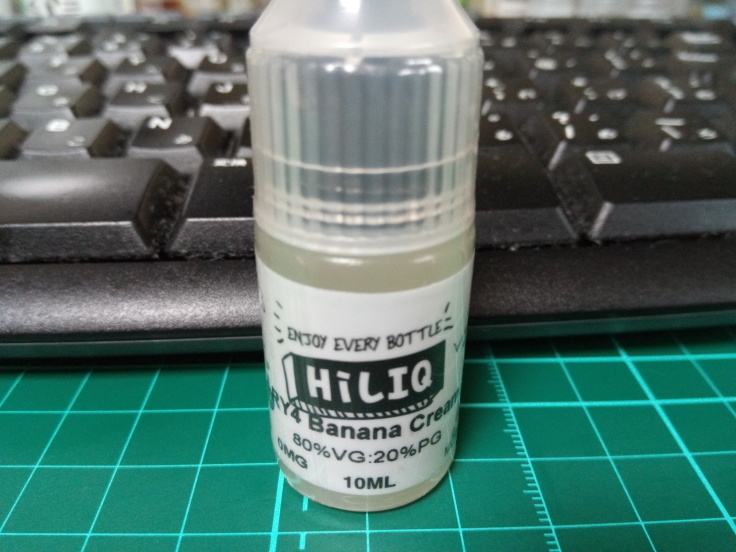 ENJOY EVERY BOTTLE
HiLIQ
RY4 Banana Cream
80%VG:20%PG
0MG
10ML